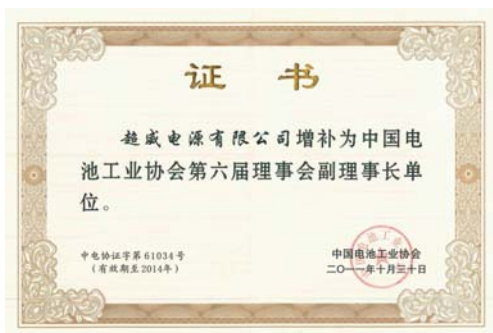 证 书
超威电源有限公司增补为中国电
池工业协会第六届理事会副理事长单
位。
中电协证字第61034号
（有效期至2014年）
中国电池工业协会
二〇一一年十月三十日